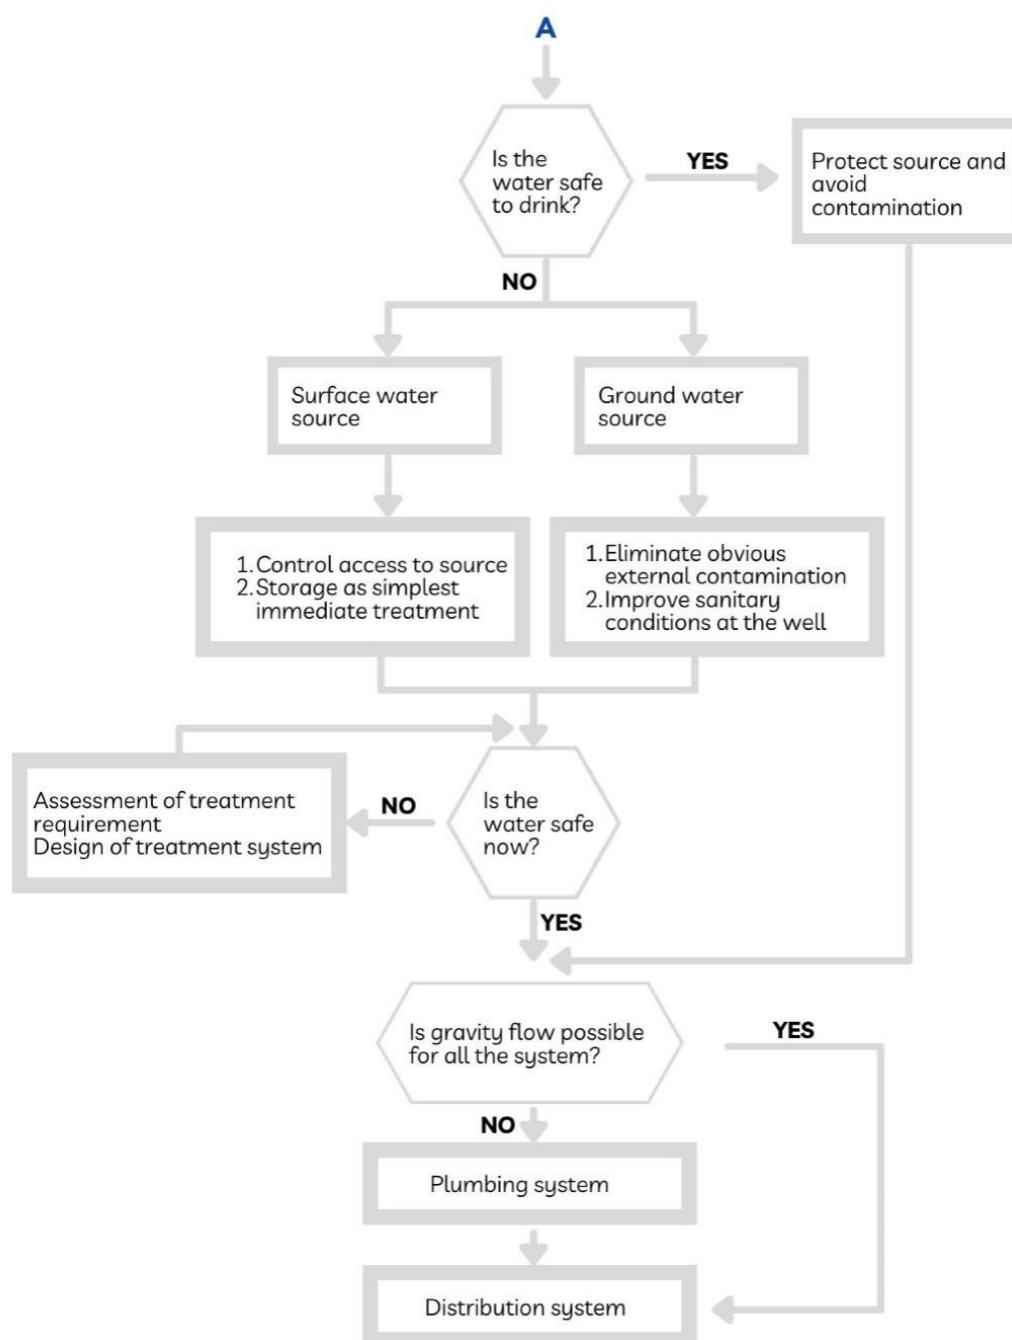 A
Is the
water safe
to drink?
YES
Protect source and
avoid
contamination
NO
Surface water
source
Ground water
source
1.Control access to source
2.Storage as simplest
immediate treatment
1.Eliminate obvious
external contamination
2.Improve sanitary
conditions at the well
Assessment of treatment
requirement
Design of treatment system
NO
Is the
water safe
now?
YES
Is gravity flow possible
for all the system?
YES
NO
Plumbing system
Distribution system